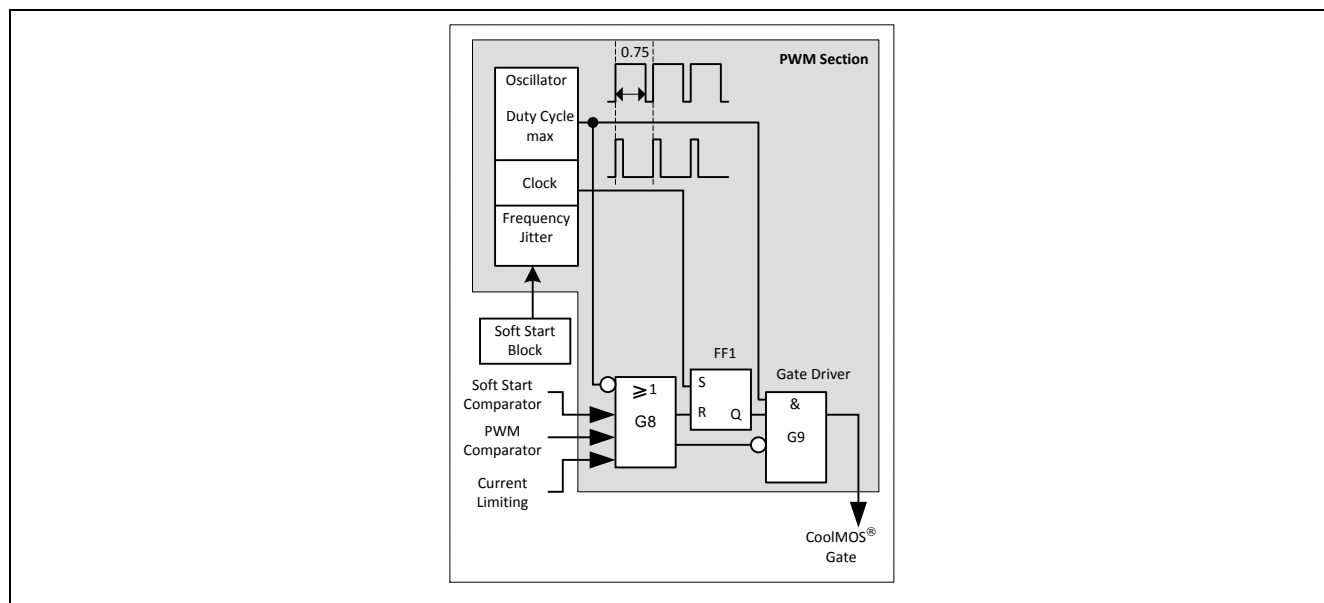 0.75
PWM Section
Oscillator
Duty Cycle
max
Clock
Frequency
Jitter
Soft Start
Block
FF1
Gate Driver
Soft Start
Comparator
PWM
Comparator
Current
Limiting
⩾1
G8
S
R
Q
&
G9
CoolMOS®
Gate